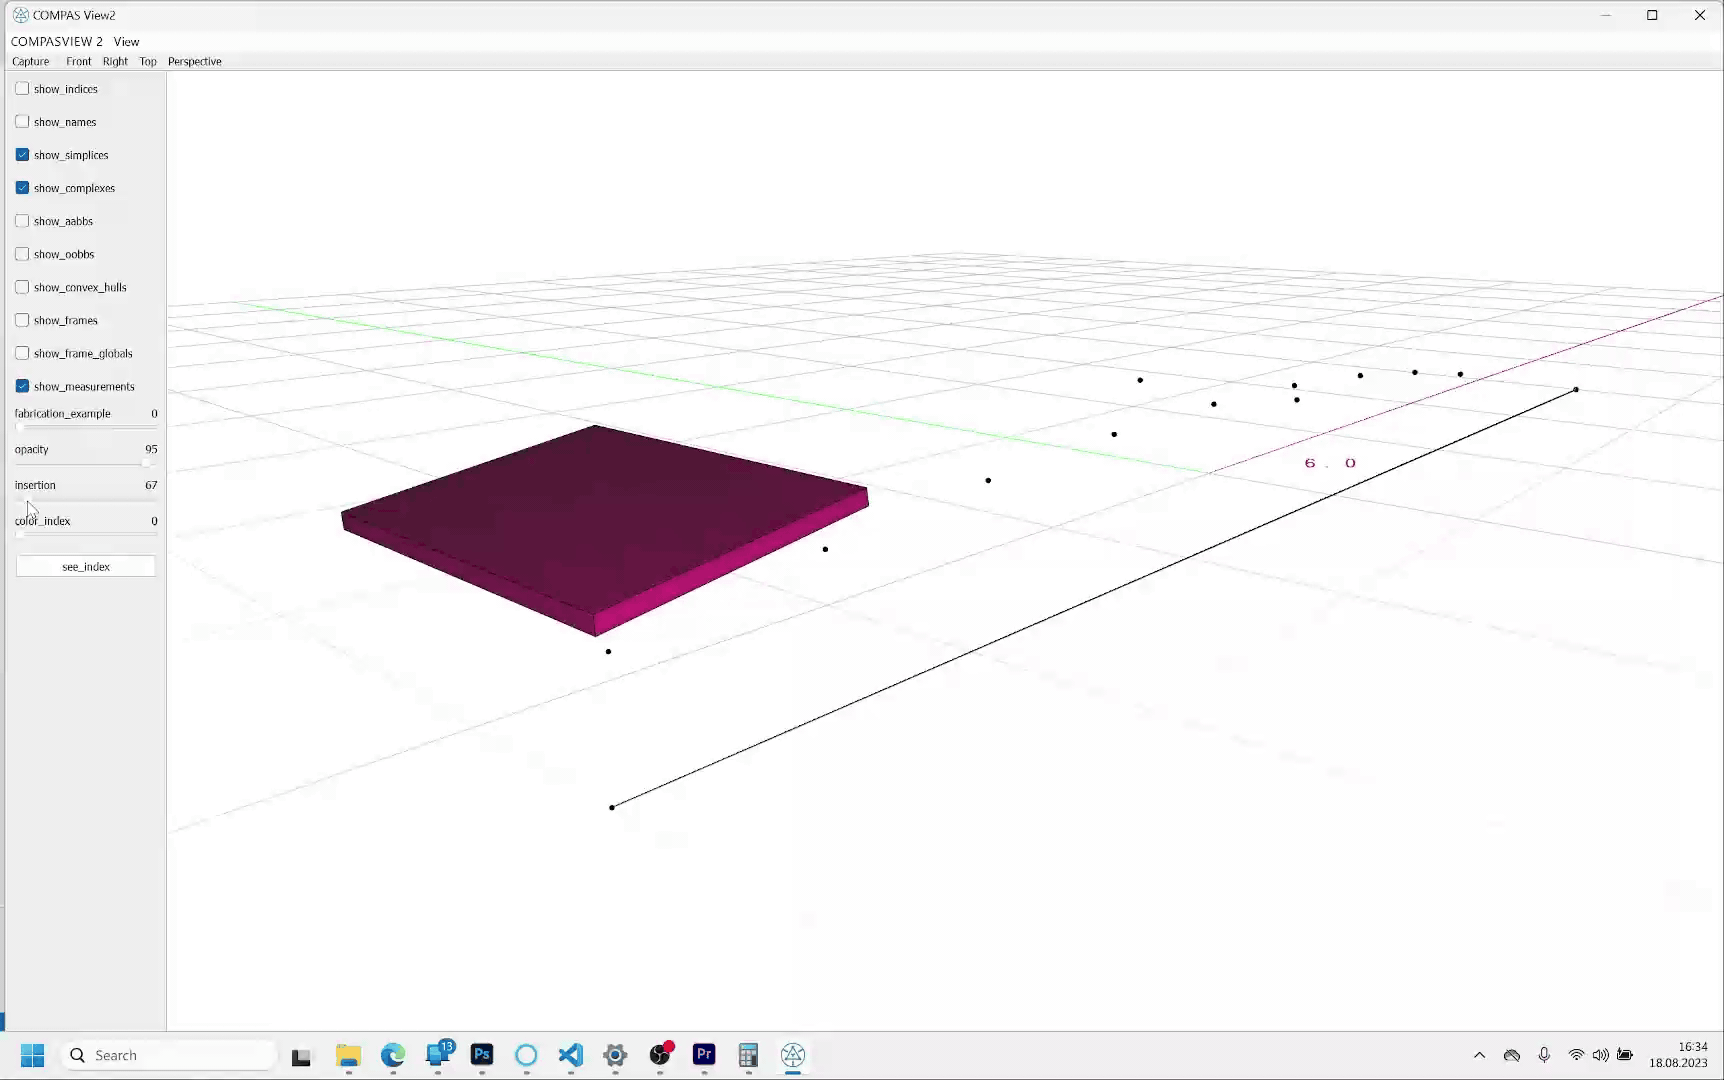 COMPAS View2
COMPASVIEW 2 View
Capture Front Right Top Perspective
show_indices
show_names
show_simplices
show_complexes
show_aabbs
show_oobbs
show_convex_hulls
show_frames
show_frame_globals
show_measurements
fabrication_example 0
opacity 95
insertion 67
color_index 0
see_index
6 . 0
Search
13
Ps
Pr
16:34
18.08.2023